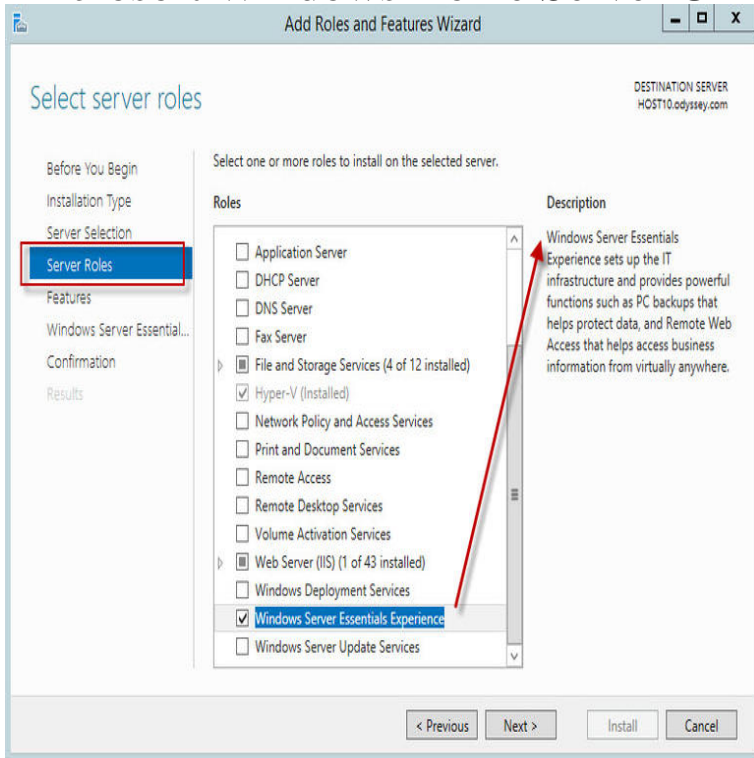 Add Roles and Features Wizard
Select server roles
DESTINATION SERVER
HOST10.odyssey.com
Before You Begin
Installation Type
Server Selection
Server Roles
Features
Windows Server Essential...
Confirmation
Results
Select one or more roles to install on the selected server.
Roles
Application Server
DHCP Server
DNS Server
Fax Server
File and Storage Services (4 of 12 installed)
Hyper-V (Installed)
Network Policy and Access Services
Print and Document Services
Remote Access
Remote Desktop Services
Volume Activation Services
Web Server (IIS) (1 of 43 installed)
Windows Deployment Services
Windows Server Essentials Experience
Windows Server Update Services
Description
Windows Server Essentials
Experience sets up the IT
infrastructure and provides powerful
functions such as PC backups that
helps protect data, and Remote Web
Access that helps access business
information from virtually anywhere.
< Previous
Next >
Install
Cancel